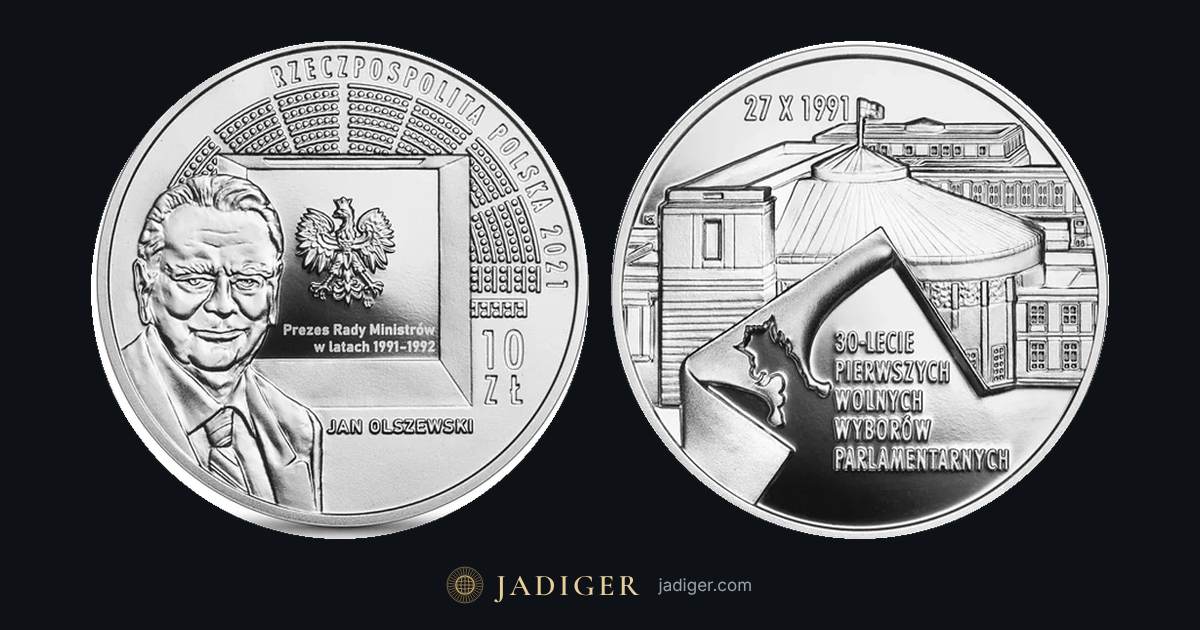 RZECZPOSPOLITA POLSKA 2021
Prezes Rady Ministrów
w latach 1991-1992
10
ZŁ
JAN OLSZEWSKI
27 X 1991
30-LECIE
PIERWSZYCH
WOLNYCH
WYBORÓW
PARLAMENTARNYCH
JADIGER jadiger.com